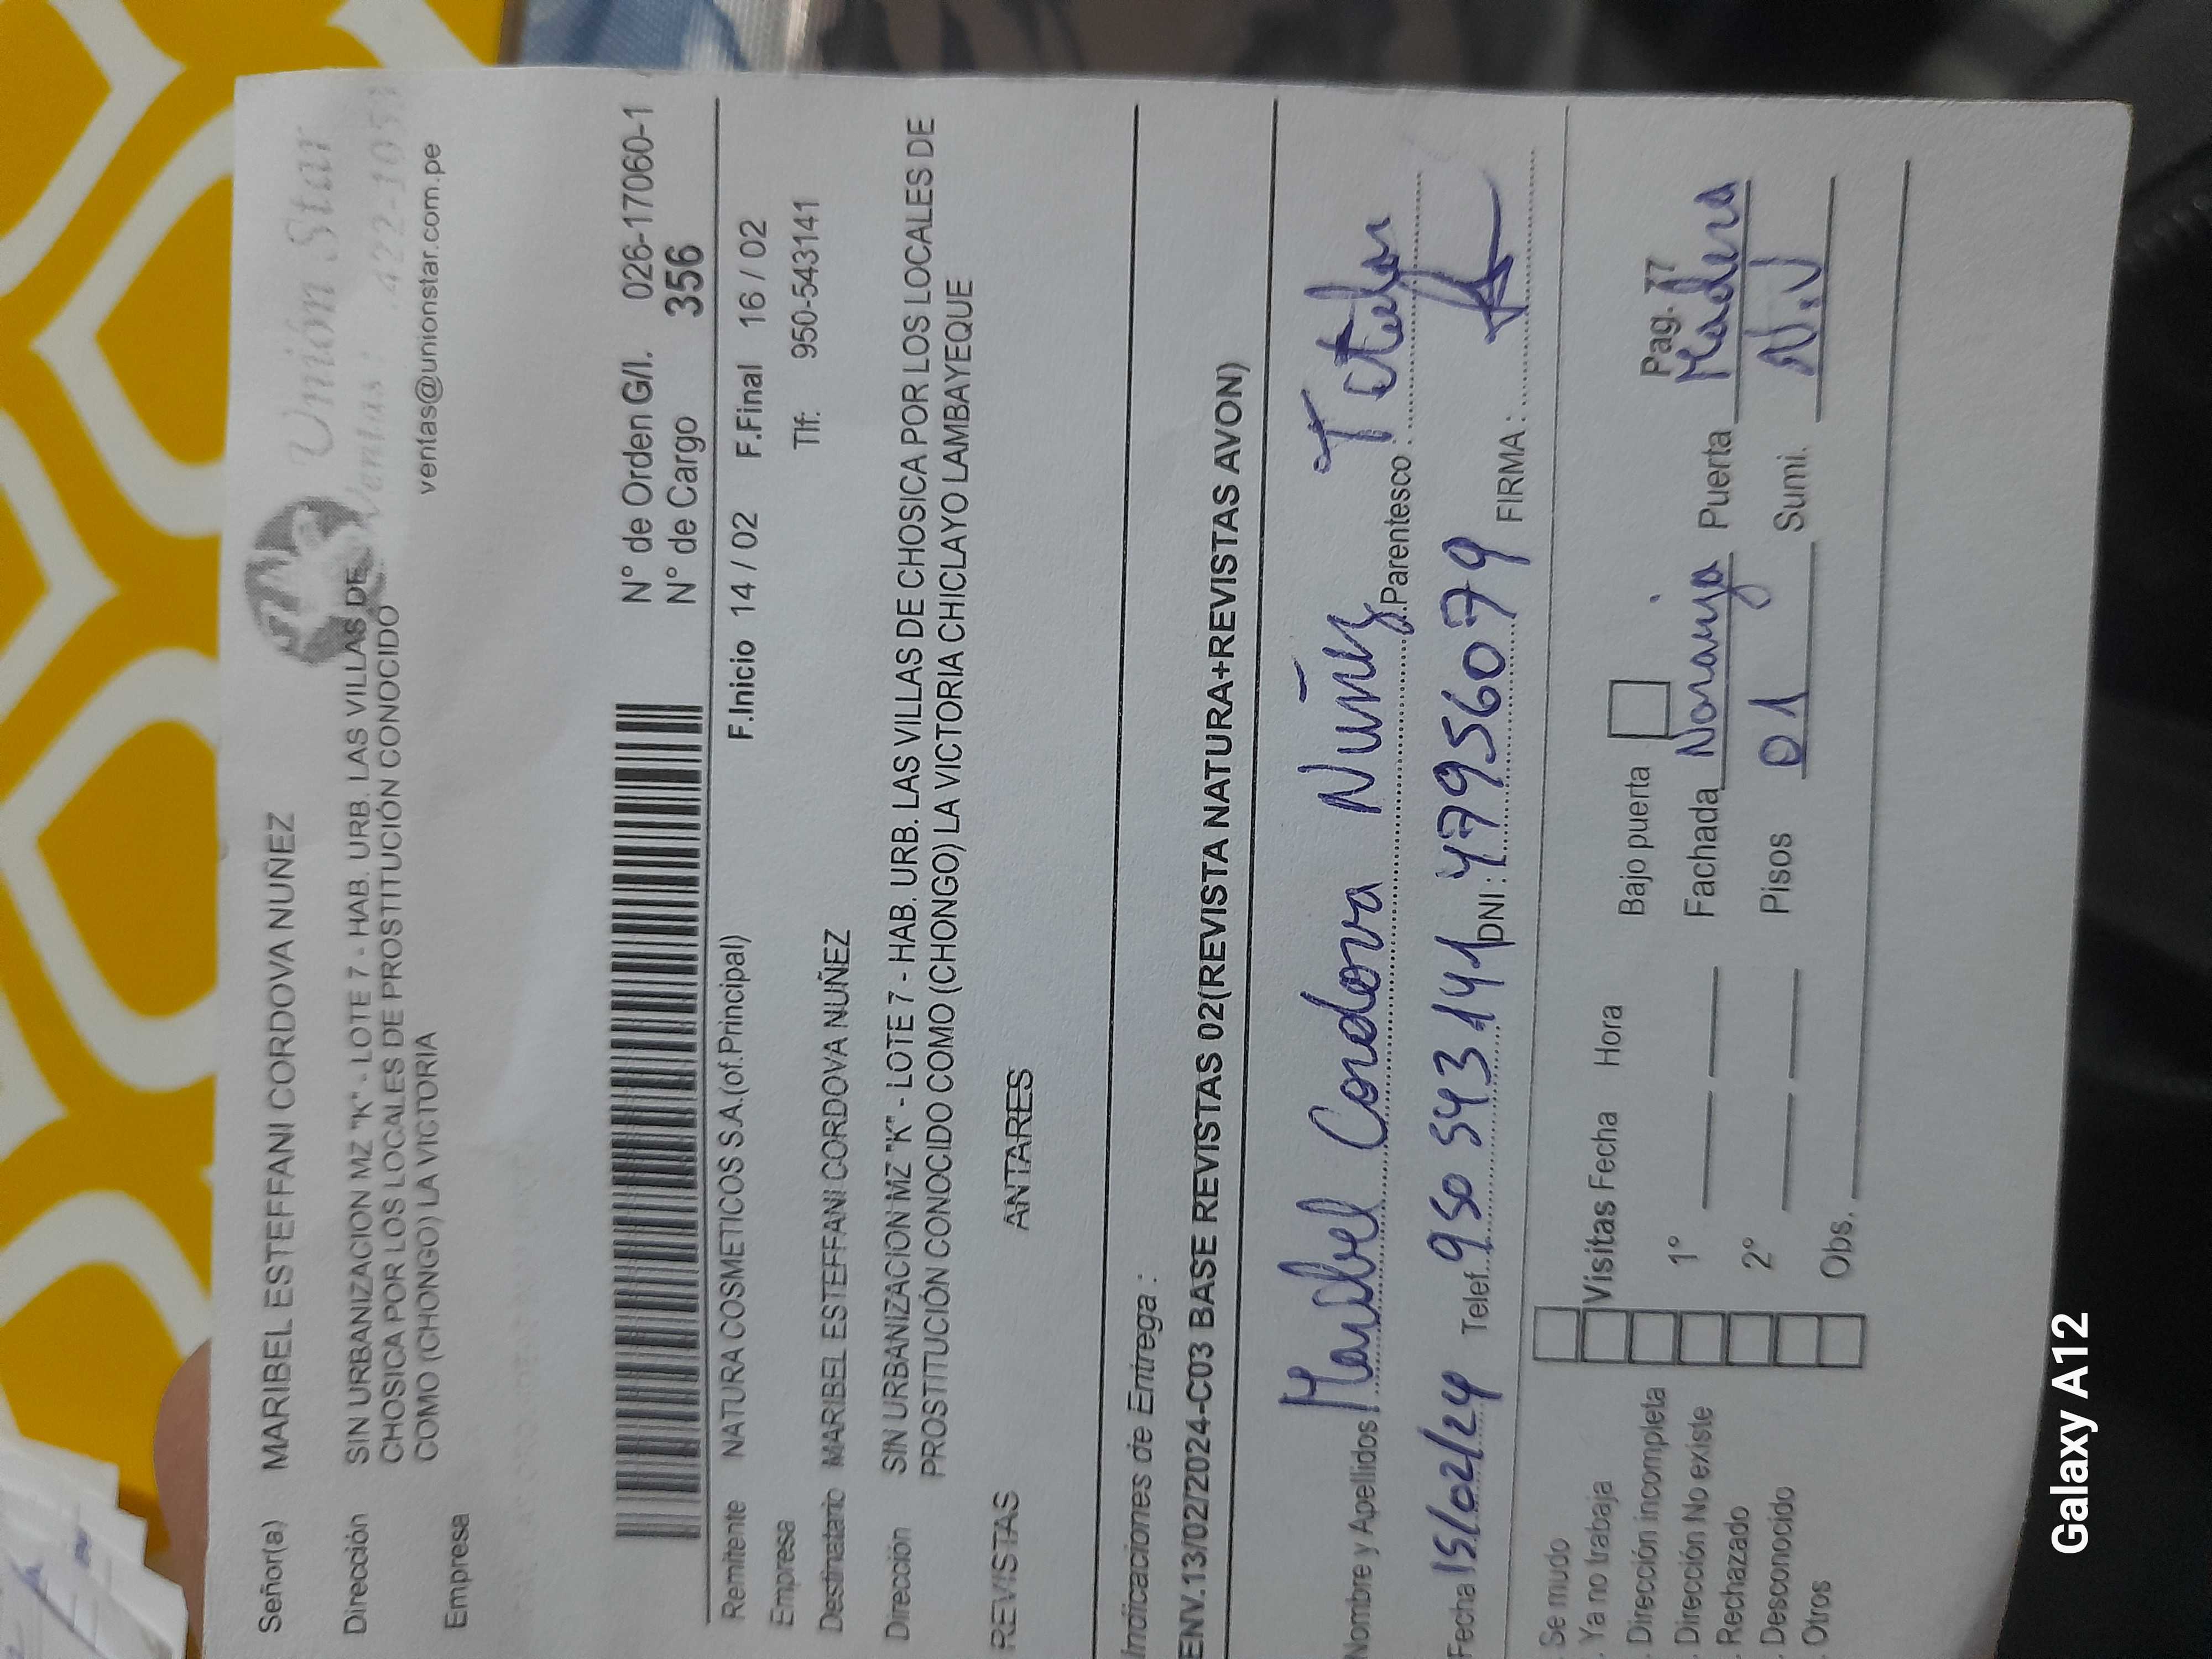 Señor(a) MARIBEL ESTEFFANI CORDOVA NUÑEZ
Unión Star
Ventas : 422-105
ventas@unionstar.com.pe
Dirección SIN URBANIZACION MZ "K" - LOTE 7 - HAB. URB. LAS VILLAS DE
CHOSICA POR LOS LOCALES DE PROSTITUCIÓN CONOCIDO
COMO (CHONGO) LA VICTORIA
Empresa
N° de Orden G/I. 026-17060-1
N° de Cargo 356
Remitente NATURA COSMETICOS S.A.(of.Principal) F.Inicio 14 / 02 F.Final 16 / 02
Empresa Tlf: 950-543141
Destinatario MARIBEL ESTEFFANI CORDOVA NUÑEZ
Dirección SIN URBANIZACION MZ "K" - LOTE 7 - HAB. URB. LAS VILLAS DE CHOSICA POR LOS LOCALES DE
PROSTITUCIÓN CONOCIDO COMO (CHONGO) LA VICTORIA CHICLAYO LAMBAYEQUE
REVISTAS ANTARES
Indicaciones de Entrega :
ENV.13/02/2024-C03 BASE REVISTAS 02(REVISTA NATURA+REVISTAS AVON)
Nombre y Apellidos Maribel Cordova Nuñez Parentesco : Titular
Fecha 15/02/24 Telef. 950 543 141 DNI : 47956079 FIRMA :
. Se mudo
. Ya no trabaja Visitas Fecha Hora Bajo puerta Pag. 77
. Dirección incompleta
. Dirección No existe 1° Fachada Naranja Puerta Madera
. Rechazado
. Desconocido 2° Pisos 01 Sumi. N.V
. Otros Obs.
Galaxy A12